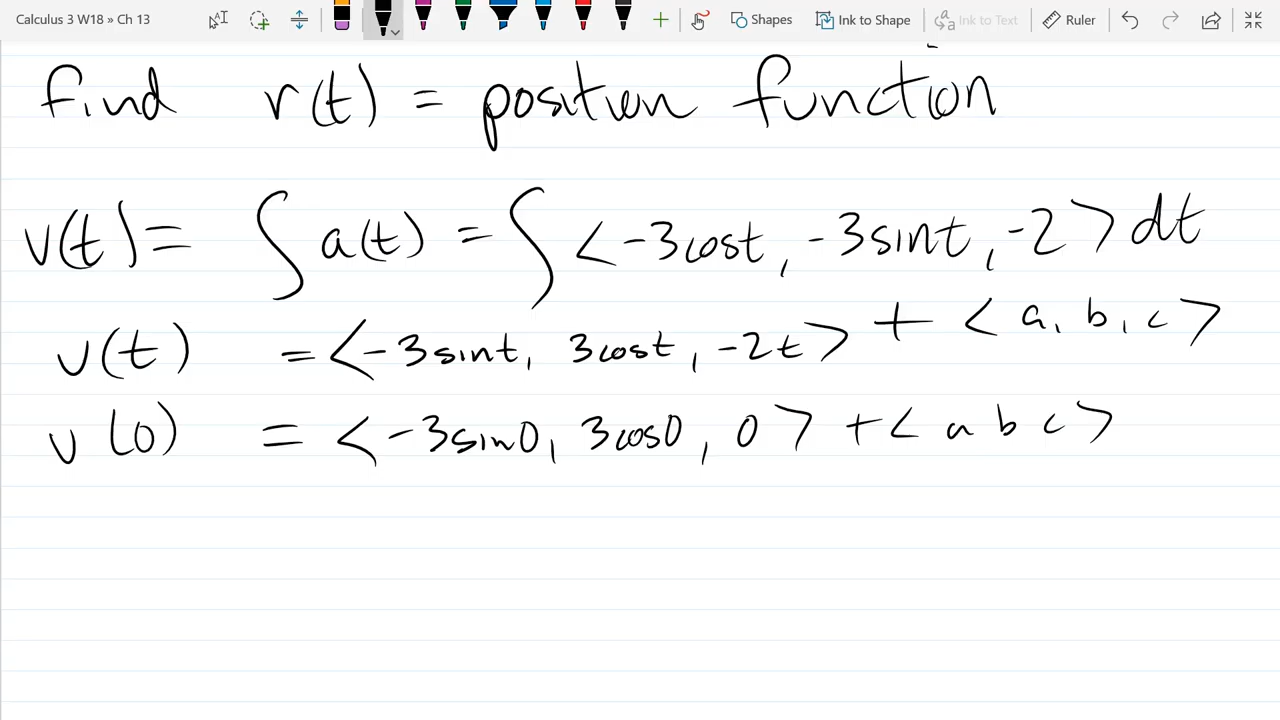 Calculus 3 W18 » Ch 13
Shapes
Ink to Shape
Ink to Text
Ruler
find r(t) = position function
v(t) = ∫ a(t) = ∫ < -3cost, -3sint, -2 > dt
v(t) = < -3sint, 3cost, -2t > + < a, b, c >
v(0) = < -3sin0, 3cos0, 0 > + < a b c >